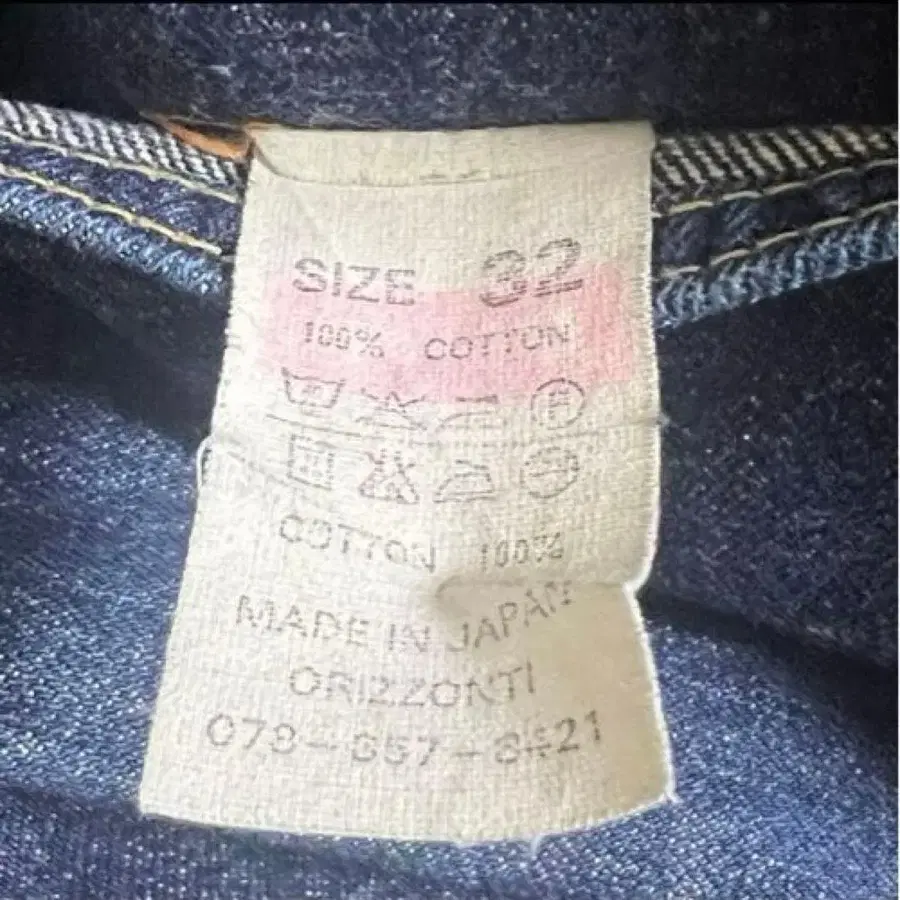 SIZE 32
100% COTTON
COTTON 100%
MADE IN JAPAN
ORIZZONTI